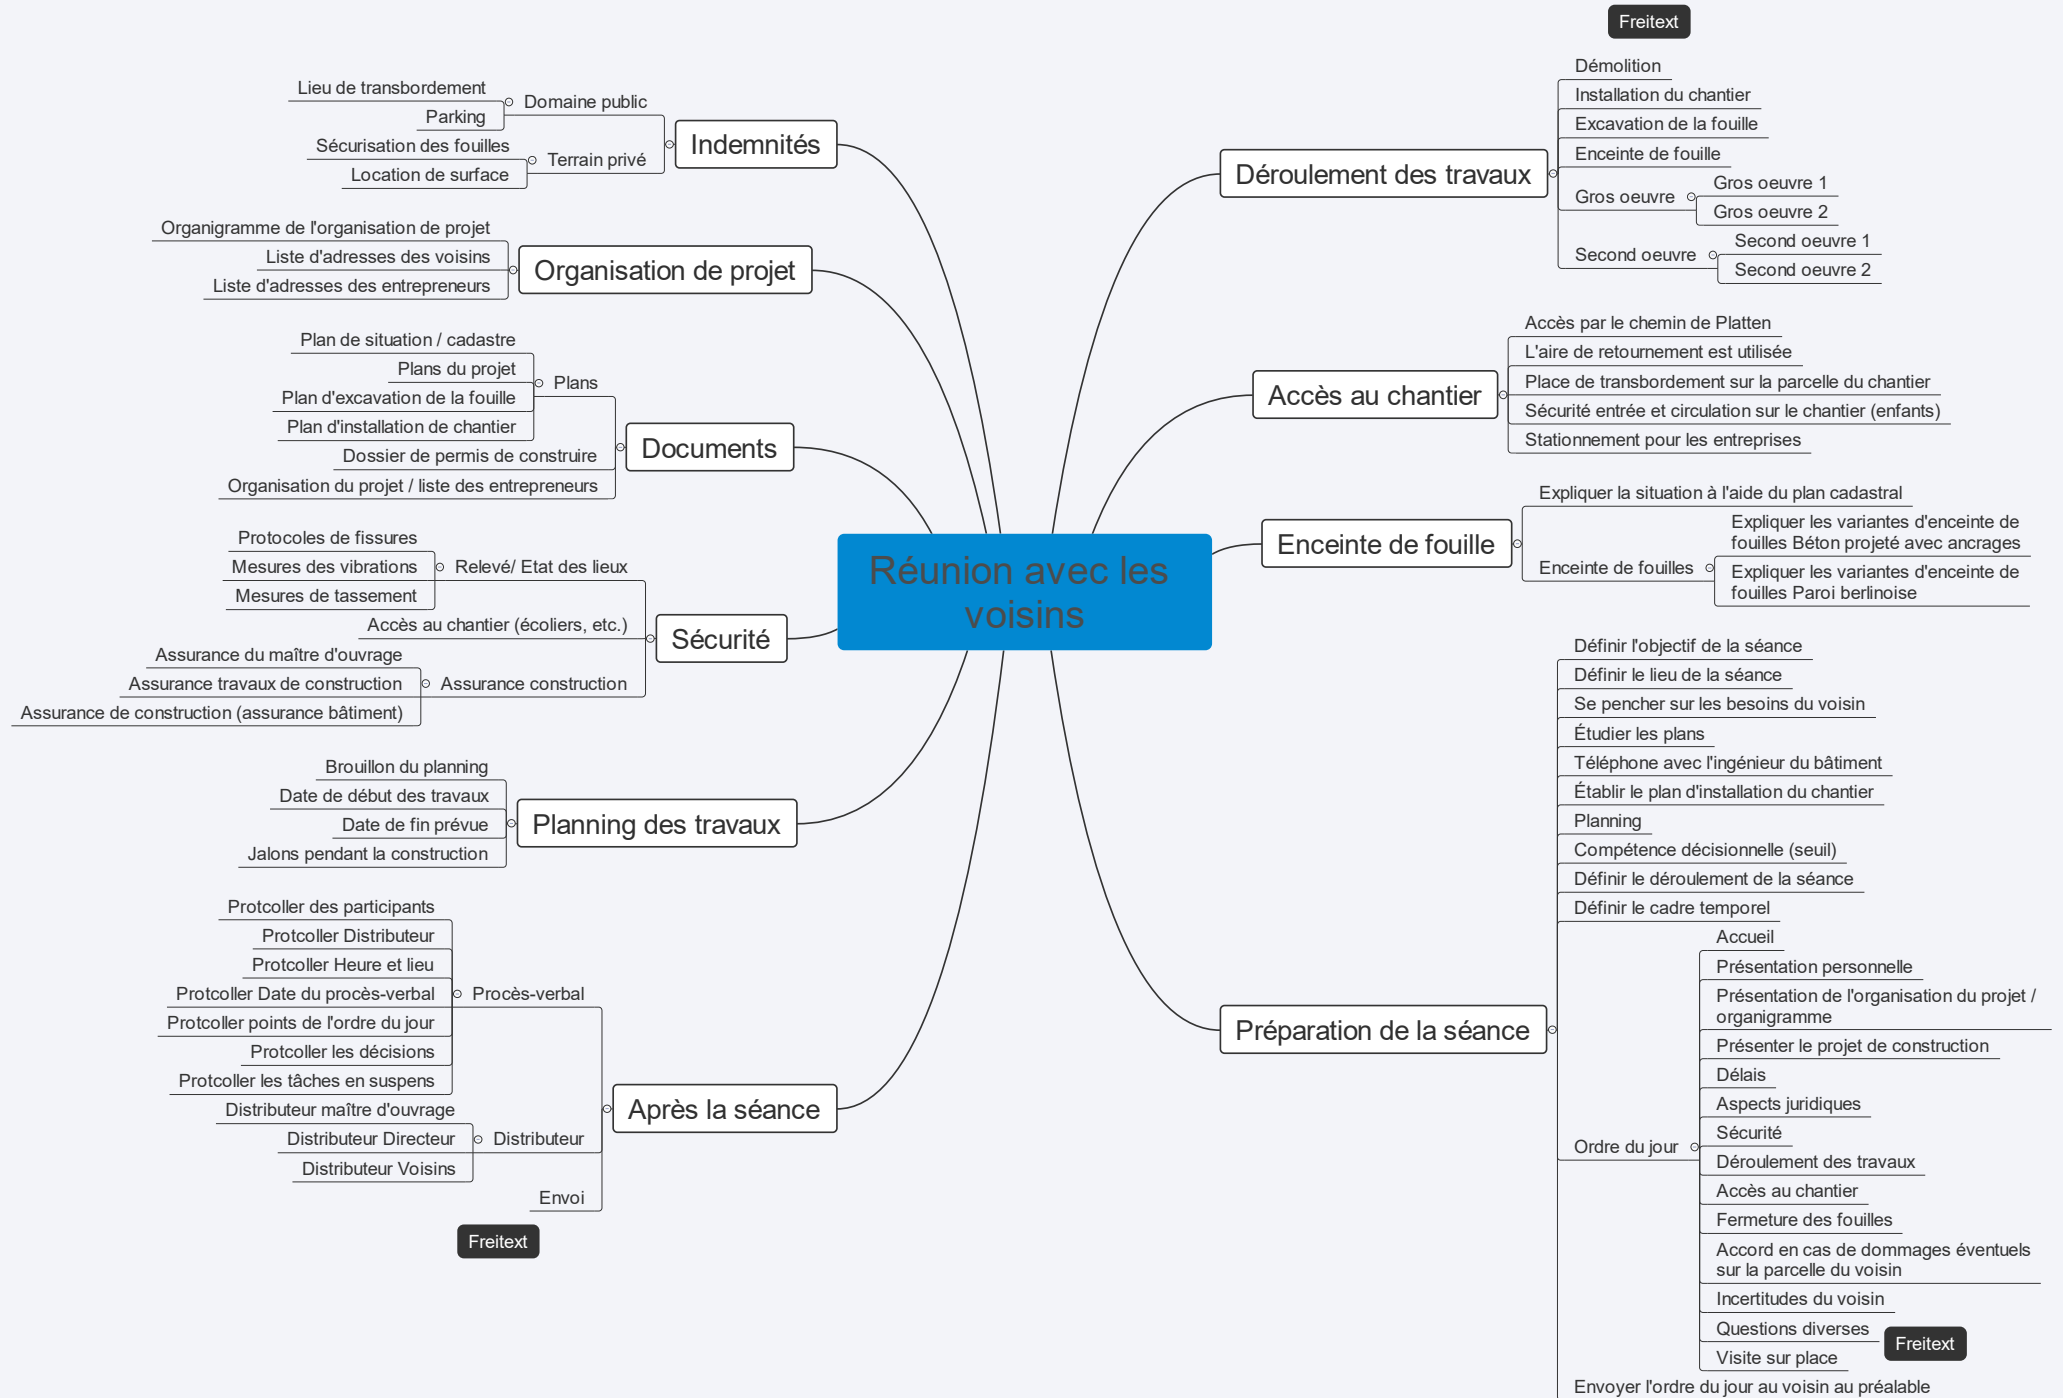 Réunion avec les
voisins
Indemnités
Domaine public
Lieu de transbordement
Parking
Terrain privé
Sécurisation des fouilles
Location de surface
Organisation de projet
Organigramme de l'organisation de projet
Liste d'adresses des voisins
Liste d'adresses des entrepreneurs
Documents
Plans
Plan de situation / cadastre
Plans du projet
Plan d'excavation de la fouille
Plan d'installation de chantier
Dossier de permis de construire
Organisation du projet / liste des entrepreneurs
Sécurité
Relevé/ Etat des lieux
Protocoles de fissures
Mesures des vibrations
Mesures de tassement
Accès au chantier (écoliers, etc.)
Assurance construction
Assurance du maître d'ouvrage
Assurance travaux de construction
Assurance de construction (assurance bâtiment)
Planning des travaux
Brouillon du planning
Date de début des travaux
Date de fin prévue
Jalons pendant la construction
Après la séance
Procès-verbal
Protcoller des participants
Protcoller Distributeur
Protcoller Heure et lieu
Protcoller Date du procès-verbal
Protcoller points de l'ordre du jour
Protcoller les décisions
Protcoller les tâches en suspens
Distributeur
Distributeur maître d'ouvrage
Distributeur Directeur
Distributeur Voisins
Envoi
Freitext
Freitext
Déroulement des travaux
Démolition
Installation du chantier
Excavation de la fouille
Enceinte de fouille
Gros oeuvre
Gros oeuvre 1
Gros oeuvre 2
Second oeuvre
Second oeuvre 1
Second oeuvre 2
Accès au chantier
Accès par le chemin de Platten
L'aire de retournement est utilisée
Place de transbordement sur la parcelle du chantier
Sécurité entrée et circulation sur le chantier (enfants)
Stationnement pour les entreprises
Enceinte de fouille
Expliquer la situation à l'aide du plan cadastral
Enceinte de fouilles
Expliquer les variantes d'enceinte de
fouilles Béton projeté avec ancrages
Expliquer les variantes d'enceinte de
fouilles Paroi berlinoise
Préparation de la séance
Définir l'objectif de la séance
Définir le lieu de la séance
Se pencher sur les besoins du voisin
Étudier les plans
Téléphone avec l'ingénieur du bâtiment
Établir le plan d'installation du chantier
Planning
Compétence décisionnelle (seuil)
Définir le déroulement de la séance
Définir le cadre temporel
Ordre du jour
Accueil
Présentation personnelle
Présentation de l'organisation du projet /
organigramme
Présenter le projet de construction
Délais
Aspects juridiques
Sécurité
Déroulement des travaux
Accès au chantier
Fermeture des fouilles
Accord en cas de dommages éventuels
sur la parcelle du voisin
Incertitudes du voisin
Questions diverses
Freitext
Visite sur place
Envoyer l'ordre du jour au voisin au préalable